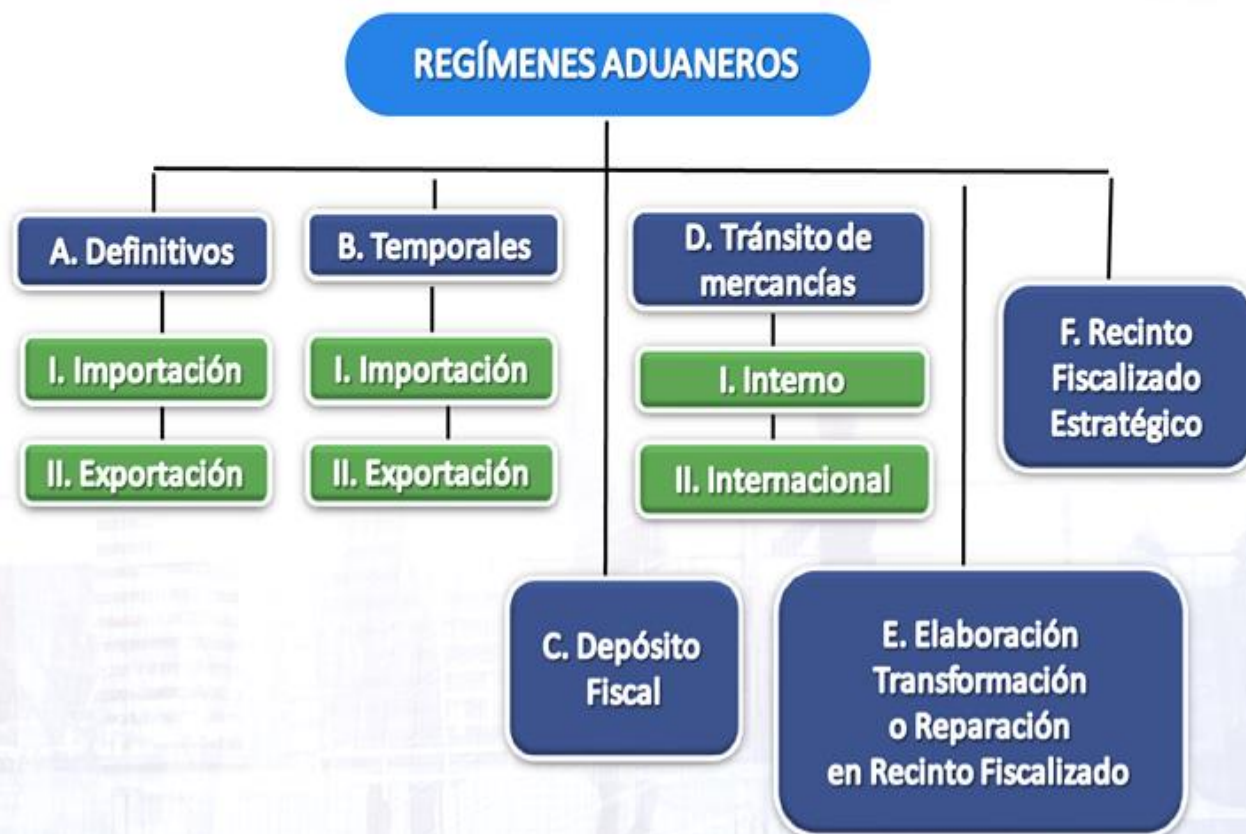 REGÍMENES ADUANEROS
A. Definitivos
I. Importación
II. Exportación
B. Temporales
I. Importación
II. Exportación
D. Tránsito de
mercancías
I. Interno
II. Internacional
F. Recinto
Fiscalizado
Estratégico
C. Depósito
Fiscal
E. Elaboración
Transformación
o Reparación
en Recinto Fiscalizado